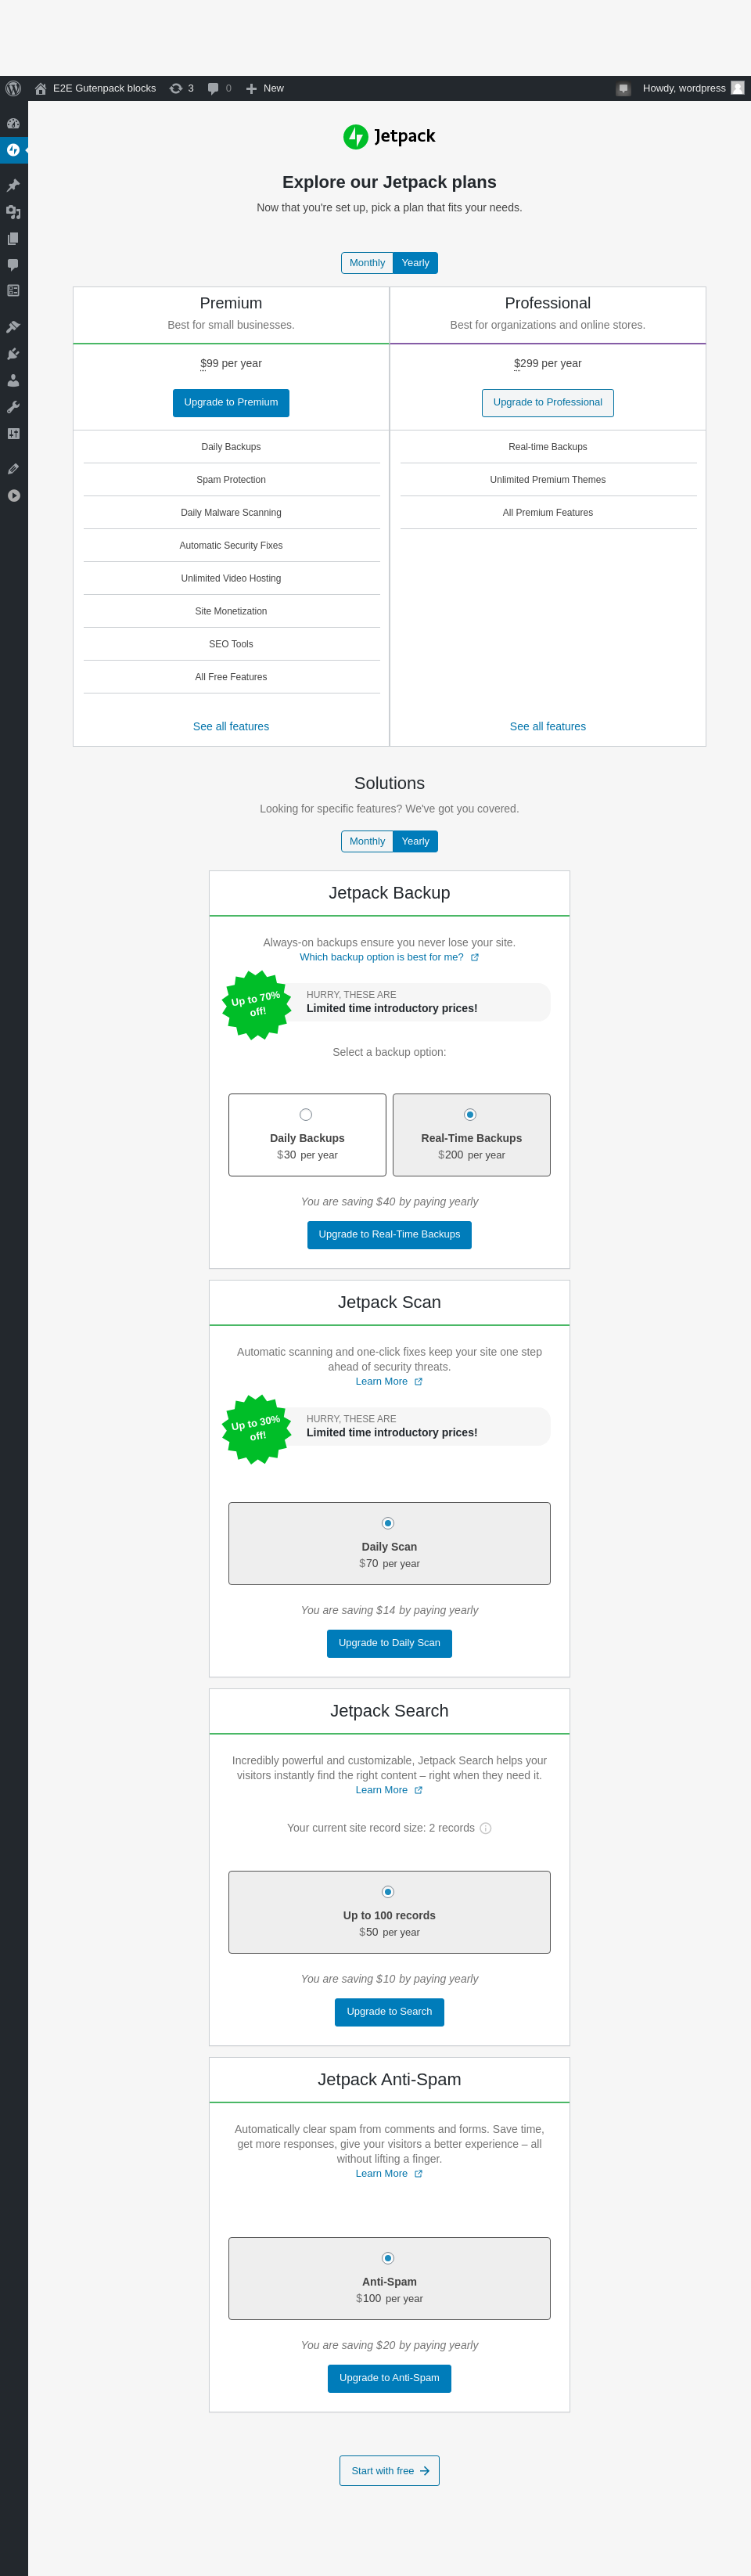 E2E Gutenpack blocks 3 0 New Howdy, wordpress
Jetpack
Explore our Jetpack plans
Now that you're set up, pick a plan that fits your needs.
Monthly Yearly
Premium
Best for small businesses.
$99 per year
Upgrade to Premium
Daily Backups
Spam Protection
Daily Malware Scanning
Automatic Security Fixes
Unlimited Video Hosting
Site Monetization
SEO Tools
All Free Features
See all features
Professional
Best for organizations and online stores.
$299 per year
Upgrade to Professional
Real-time Backups
Unlimited Premium Themes
All Premium Features
See all features
Solutions
Looking for specific features? We've got you covered.
Monthly Yearly
Jetpack Backup
Always-on backups ensure you never lose your site.
Which backup option is best for me?
Up to 70%
off!
HURRY, THESE ARE
Limited time introductory prices!
Select a backup option:
Daily Backups
$30 per year
Real-Time Backups
$200 per year
You are saving $40 by paying yearly
Upgrade to Real-Time Backups
Jetpack Scan
Automatic scanning and one-click fixes keep your site one step
ahead of security threats.
Learn More
Up to 30%
off!
HURRY, THESE ARE
Limited time introductory prices!
Daily Scan
$70 per year
You are saving $14 by paying yearly
Upgrade to Daily Scan
Jetpack Search
Incredibly powerful and customizable, Jetpack Search helps your
visitors instantly find the right content – right when they need it.
Learn More
Your current site record size: 2 records
Up to 100 records
$50 per year
You are saving $10 by paying yearly
Upgrade to Search
Jetpack Anti-Spam
Automatically clear spam from comments and forms. Save time,
get more responses, give your visitors a better experience – all
without lifting a finger.
Learn More
Anti-Spam
$100 per year
You are saving $20 by paying yearly
Upgrade to Anti-Spam
Start with free